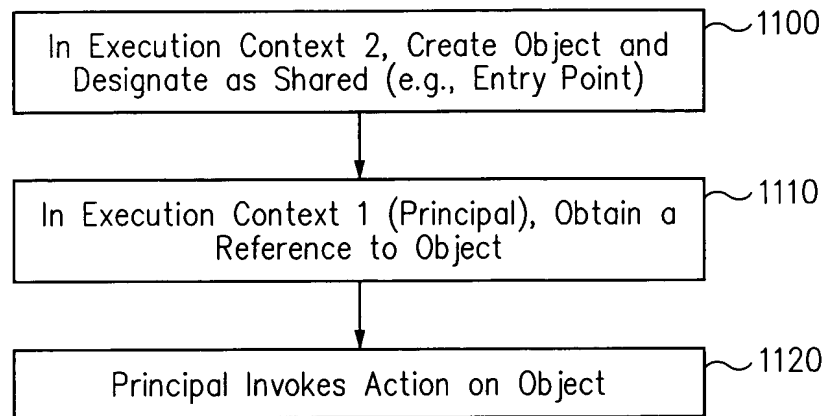 1100
In Execution Context 2, Create Object and
Designate as Shared (e.g., Entry Point)
1110
In Execution Context 1 (Principal), Obtain a
Reference to Object
1120
Principal Invokes Action on Object